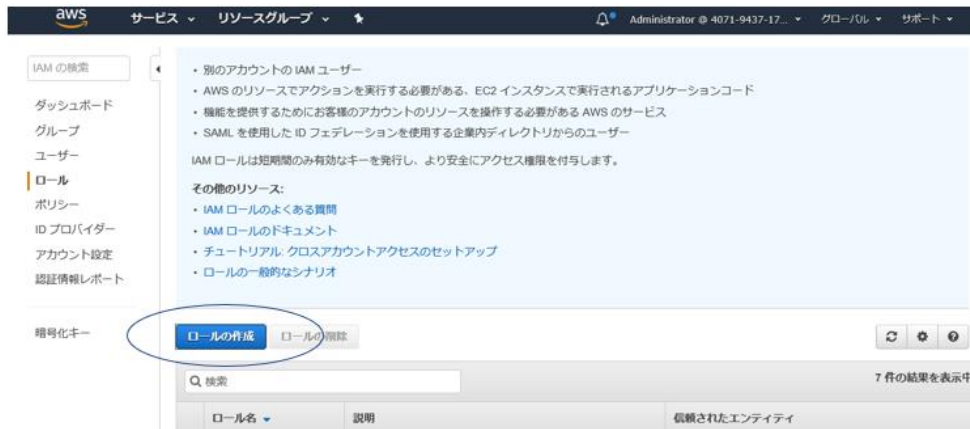 aws サービス リソースグループ Administrator @ 4071-9437-17... グローバル サポート
IAM の検索
ダッシュボード
グループ
ユーザー
ロール
ポリシー
ID プロバイダー
アカウント設定
認証情報レポート
暗号化キー
・別のアカウントの IAM ユーザー
・AWS のリソースでアクションを実行する必要がある、EC2 インスタンスで実行されるアプリケーションコード
・機能を提供するためにお客様のアカウントのリソースを操作する必要がある AWS のサービス
・SAML を使用した ID フェデレーションを使用する企業内ディレクトリからのユーザー
IAM ロールは短期間のみ有効なキーを発行し、より安全にアクセス権限を付与します。
その他のリソース:
・IAM ロールのよくある質問
・IAM ロールのドキュメント
・チュートリアル: クロスアカウントアクセスのセットアップ
・ロールの一般的なシナリオ
ロールの作成 ロールの削除
検索 7 件の結果を表示中
ロール名 説明 信頼されたエンティティ